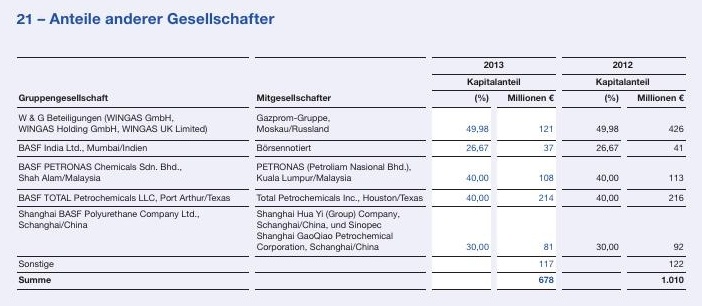 21 – Anteile anderer Gesellschafter
2013 2012
Kapitalanteil Kapitalanteil
Gruppengesellschaft Mitgesellschafter (%) Millionen € (%) Millionen €
W & G Beteiligungen (WINGAS GmbH, Gazprom-Gruppe,
WINGAS Holding GmbH, WINGAS UK Limited) Moskau/Russland 49,98 121 49,98 426
BASF India Ltd., Mumbai/Indien Börsennotiert 26,67 37 26,67 41
BASF PETRONAS Chemicals Sdn. Bhd., PETRONAS (Petroliam Nasional Bhd.),
Shah Alam/Malaysia Kuala Lumpur/Malaysia 40,00 108 40,00 113
BASF TOTAL Petrochemicals LLC, Port Arthur/Texas Total Petrochemicals Inc., Houston/Texas 40,00 214 40,00 216
Shanghai BASF Polyurethane Company Ltd., Shanghai Hua Yi (Group) Company,
Schanghai/China Schanghai/China, und Sinopec
Shanghai GaoQiao Petrochemical
Corporation, Schanghai/China 30,00 81 30,00 92
Sonstige 117 122
Summe 678 1.010